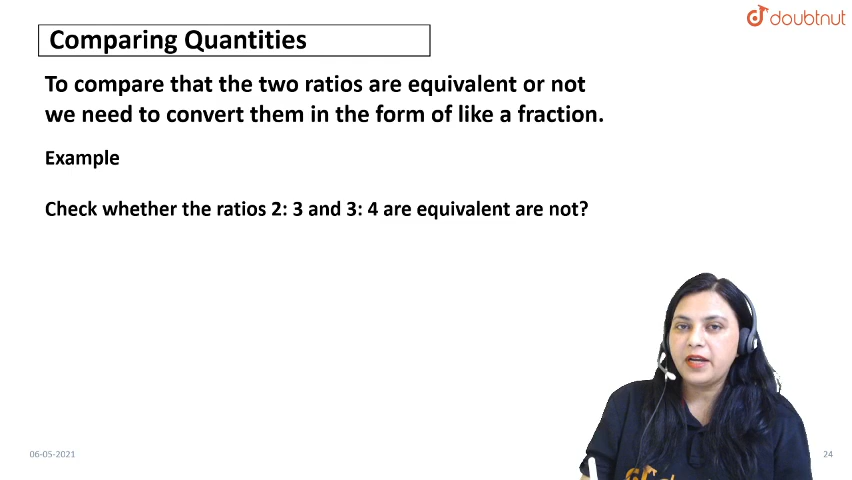 doubtnut
Comparing Quantities
To compare that the two ratios are equivalent or not
we need to convert them in the form of like a fraction.
Example
Check whether the ratios 2: 3 and 3: 4 are equivalent are not?
06-05-2021
24